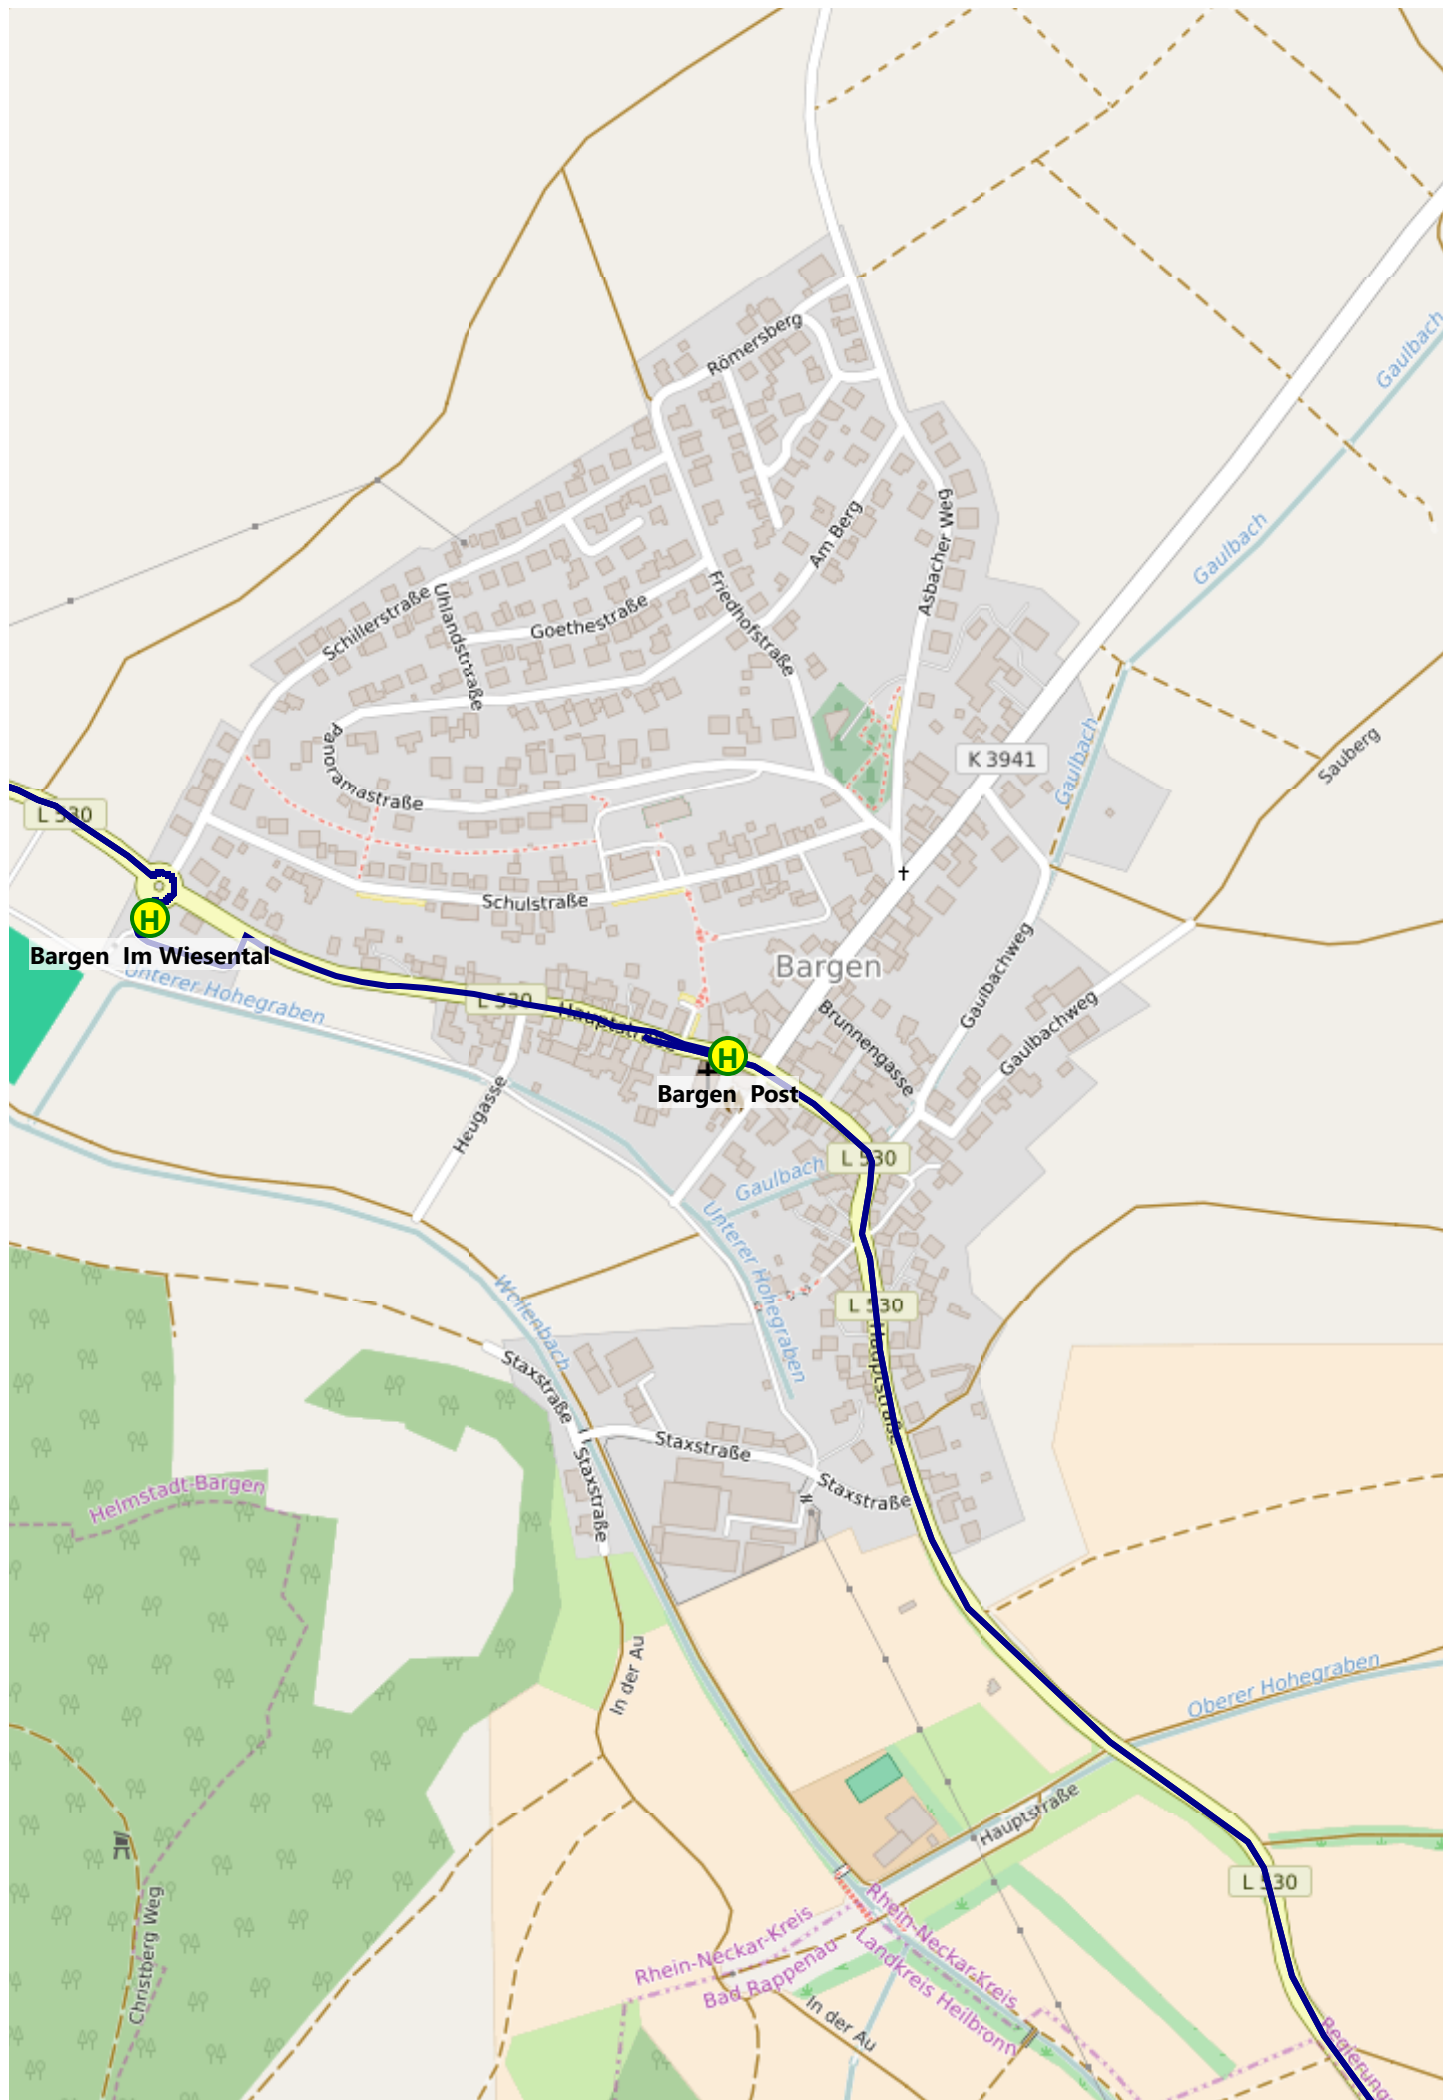 Römersberg
Gaulbach
Am Berg
Asbacher Weg
Gaulbach
Schillerstraße
Uhlandstraße
Goethestraße
Friedhofstraße
Panoramastraße
K 3941
Gaulbach
Sauberg
L 530
Schulstraße
H
Bargen Im Wiesental
Unterer Hohegraben
Bargen
Gaulbachweg
L 530
Hauptstraße
Brunnengasse
Gaulbachweg
H
Bargen Post
Heugasse
L 530
Gaulbach
Unterer Hohegraben
L 530
Wollenbach
Hauptstraße
Staxstraße
Staxstraße
Staxstraße
Staxstraße
Helmstadt-Bargen
In der Au
Oberer Hohegraben
Hauptstraße
L 530
Christberg Weg
Rhein-Neckar-Kreis
Rhein-Neckar-Kreis
Bad Rappenau
Landkreis Heilbronn
In der Au